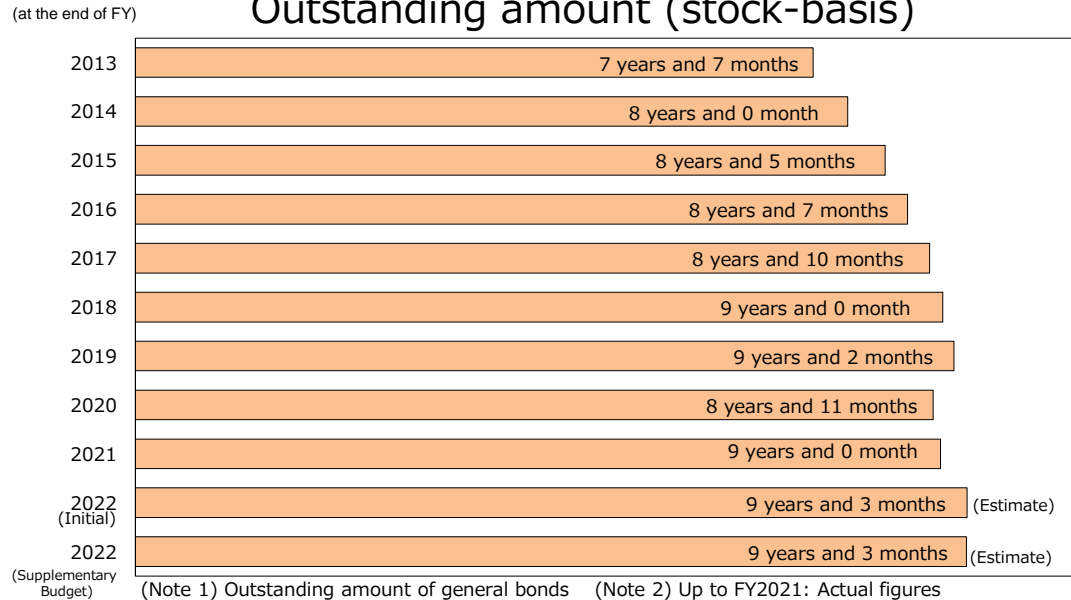 (at the end of FY)
Outstanding amount (stock-basis)
2013
7 years and 7 months
2014
8 years and 0 month
2015
8 years and 5 months
2016
8 years and 7 months
2017
8 years and 10 months
2018
9 years and 0 month
2019
9 years and 2 months
2020
8 years and 11 months
2021
9 years and 0 month
2022
(Initial)
9 years and 3 months
(Estimate)
2022
(Supplementary
Budget)
9 years and 3 months
(Estimate)
(Note 1) Outstanding amount of general bonds (Note 2) Up to FY2021: Actual figures